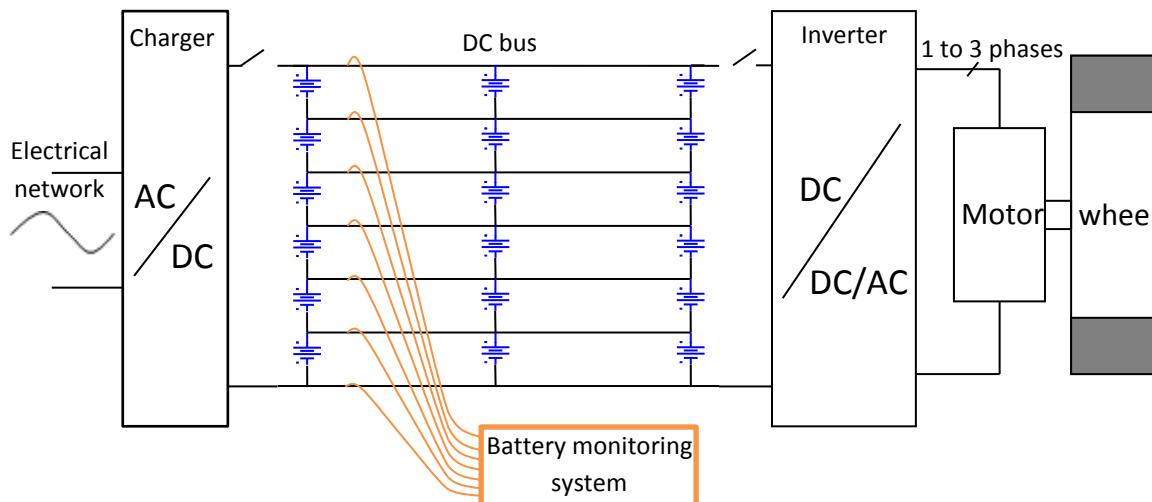 Charger
DC bus
Inverter
1 to 3 phases
Electrical
network
AC
DC
DC
DC/AC
Motor
whee
Battery monitoring
system